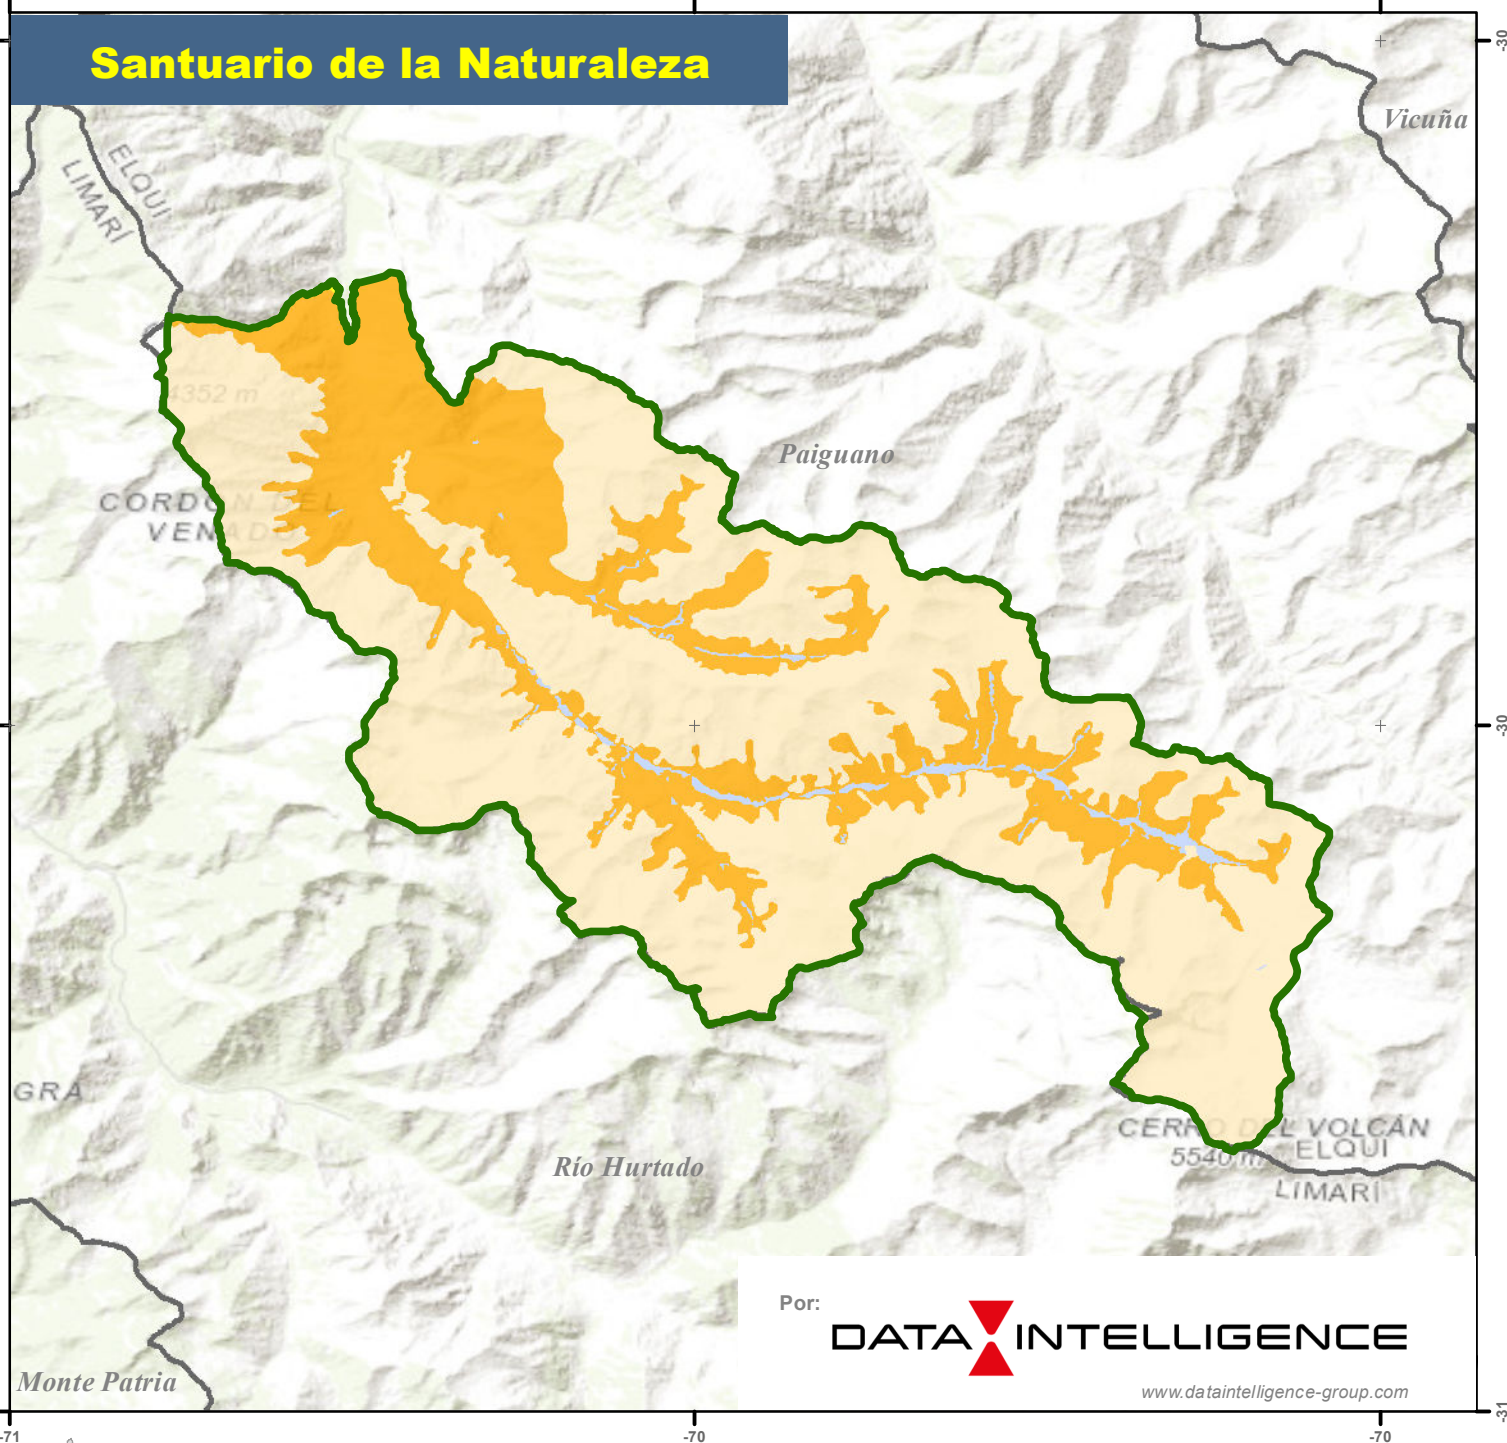 Santuario de la Naturaleza
-30
Vicuña
ELQUI
LIMARÍ
4352 m
Paiguano
CORDÓN DEL
VENADO
-30
GRA
CERRO DEL VOLCÁN
5540 m
ELQUI
LIMARÍ
Río Hurtado
Por:
DATA INTELLIGENCE
www.dataintelligence-group.com
Monte Patria
-31
-71
-70
-70